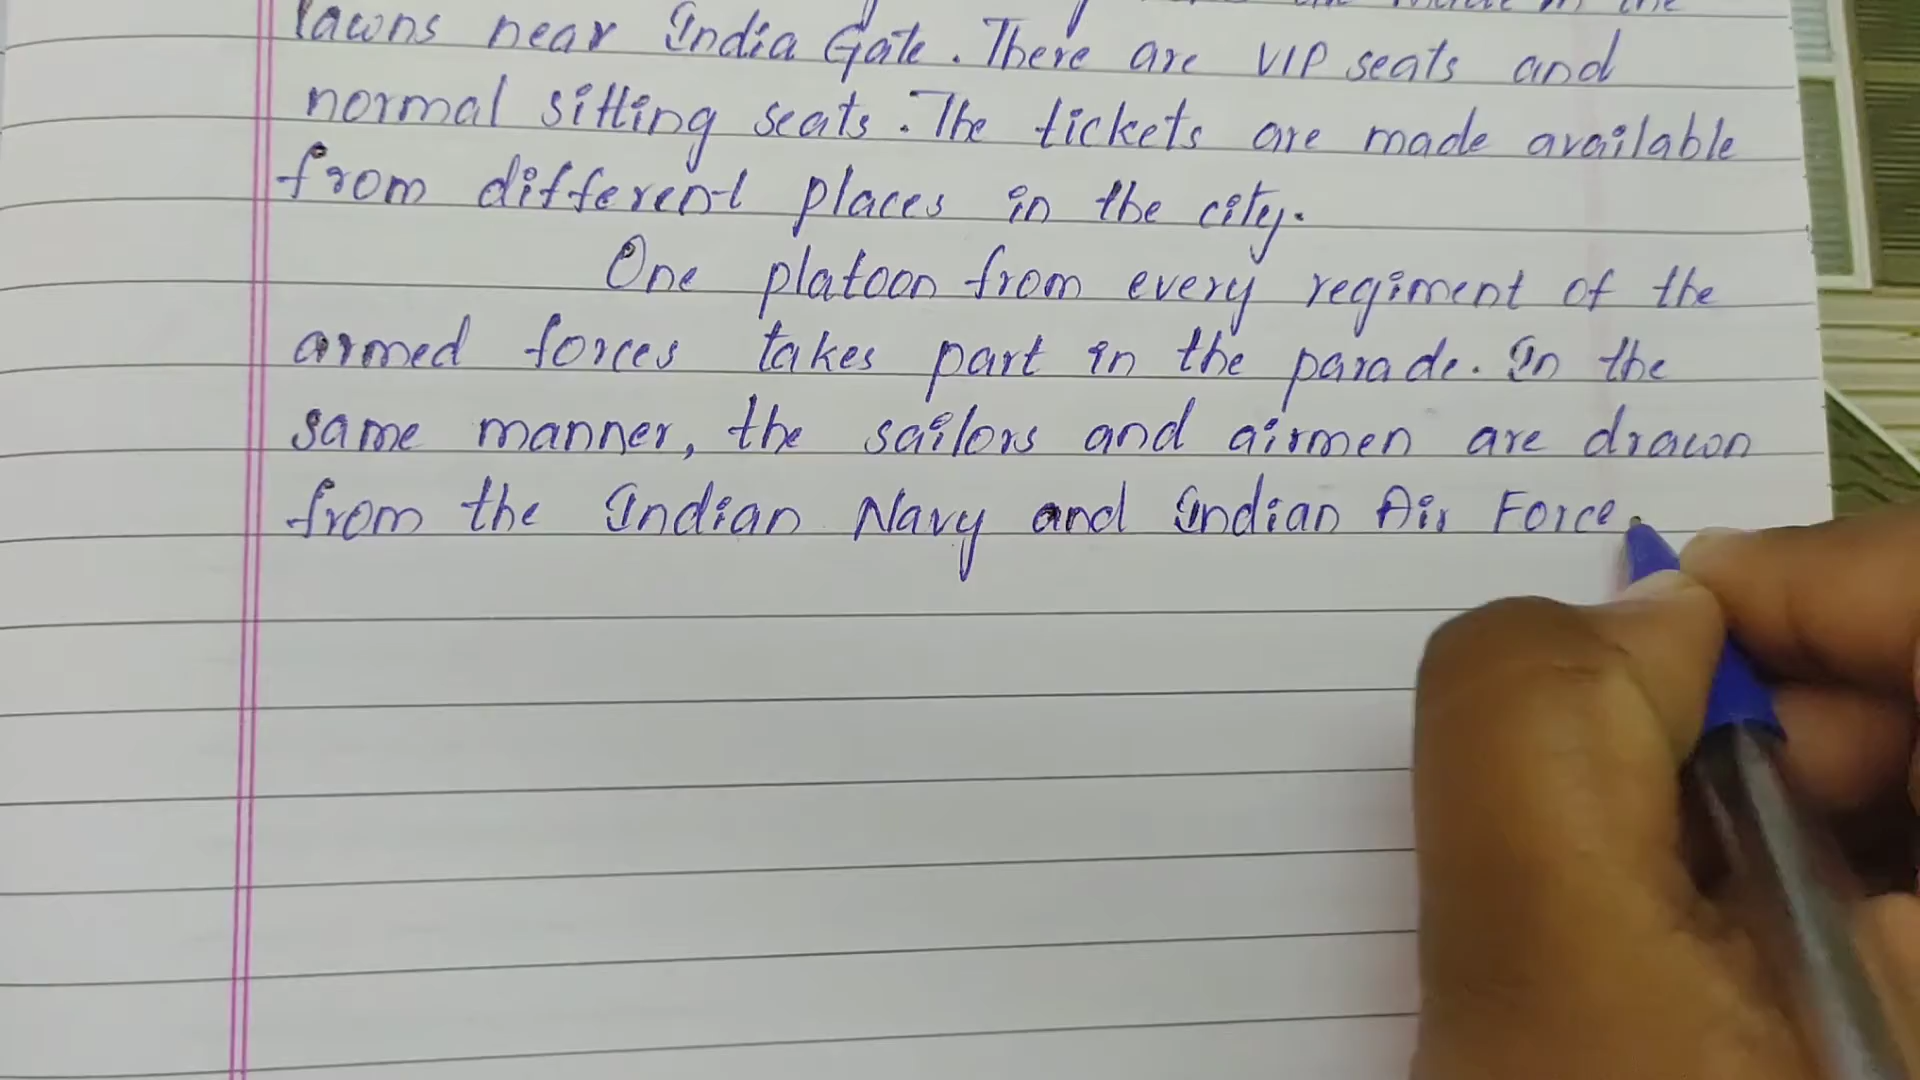 lawns near India Gate. There are VIP seats and
normal sitting seats. The tickets are made available
from different places in the city.
One platoon from every regiment of the
armed forces takes part in the parade. In the
same manner, the sailors and airmen are drawn
from the Indian Navy and Indian Air Force.